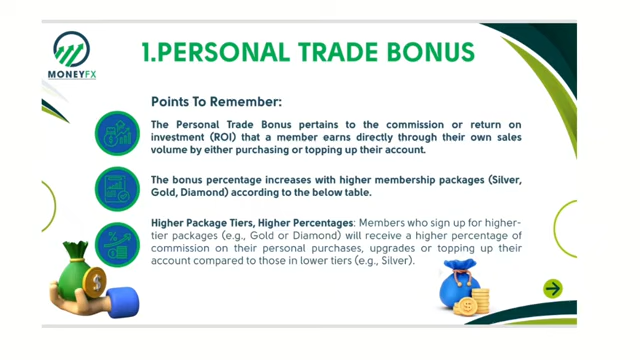 1.PERSONAL TRADE BONUS
MONEYFX
Points To Remember:
The Personal Trade Bonus pertains to the commission or return on
investment (ROI) that a member earns directly through their own sales
volume by either purchasing or topping up their account.
The bonus percentage increases with higher membership packages (Silver,
Gold, Diamond) according to the below table.
Higher Package Tiers, Higher Percentages: Members who sign up for higher-
tier packages (e.g., Gold or Diamond) will receive a higher percentage of
commission on their personal purchases, upgrades or topping up their
account compared to those in lower tiers (e.g., Silver).